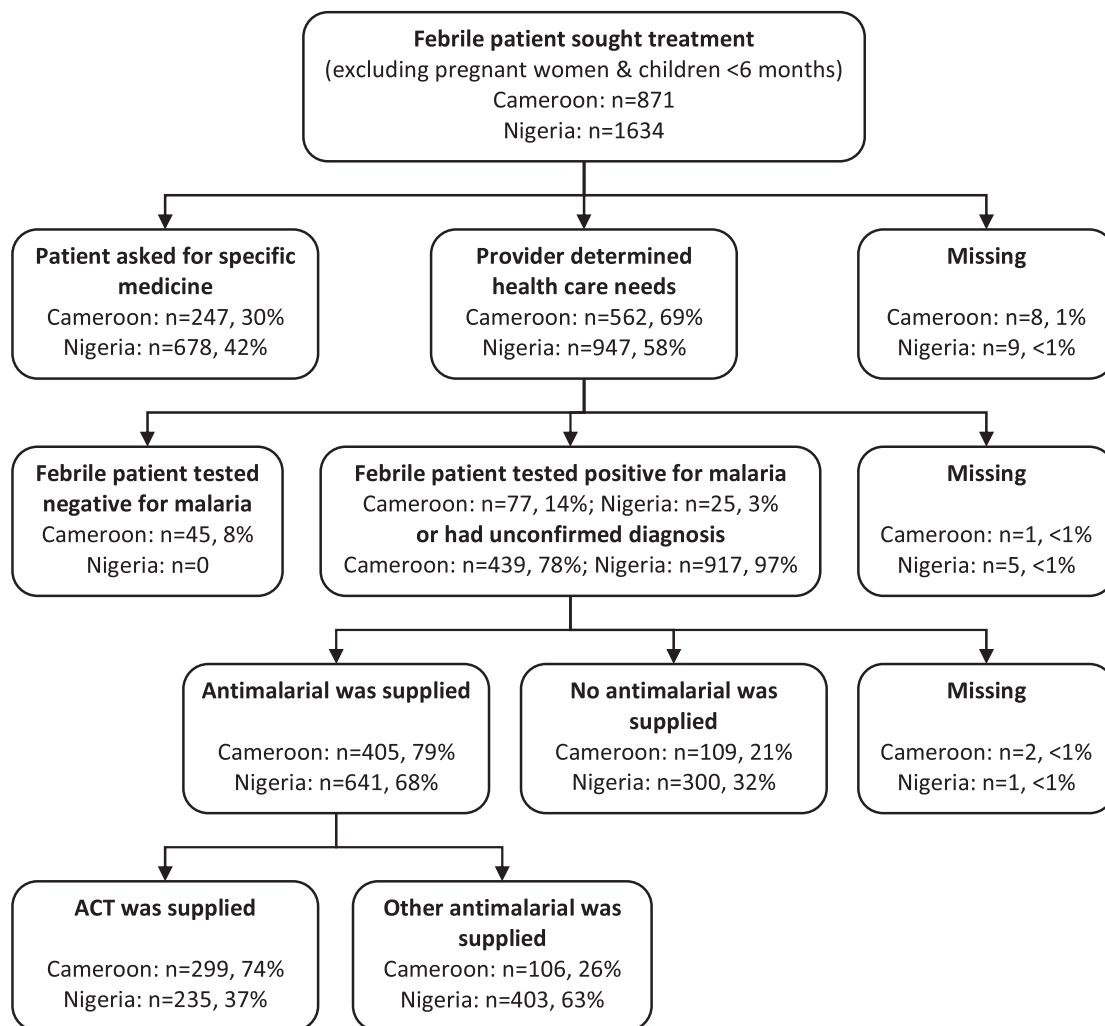 Febrile patient sought treatment
(excluding pregnant women & children <6 months)
Cameroon: n=871
Nigeria: n=1634
Patient asked for specific
medicine
Cameroon: n=247, 30%
Nigeria: n=678, 42%
Provider determined
health care needs
Cameroon: n=562, 69%
Nigeria: n=947, 58%
Missing
Cameroon: n=8, 1%
Nigeria: n=9, <1%
Febrile patient tested
negative for malaria
Cameroon: n=45, 8%
Nigeria: n=0
Febrile patient tested positive for malaria
Cameroon: n=77, 14%; Nigeria: n=25, 3%
or had unconfirmed diagnosis
Cameroon: n=439, 78%; Nigeria: n=917, 97%
Missing
Cameroon: n=1, <1%
Nigeria: n=5, <1%
Antimalarial was supplied
Cameroon: n=405, 79%
Nigeria: n=641, 68%
No antimalarial was
supplied
Cameroon: n=109, 21%
Nigeria: n=300, 32%
Missing
Cameroon: n=2, <1%
Nigeria: n=1, <1%
ACT was supplied
Cameroon: n=299, 74%
Nigeria: n=235, 37%
Other antimalarial was
supplied
Cameroon: n=106, 26%
Nigeria: n=403, 63%